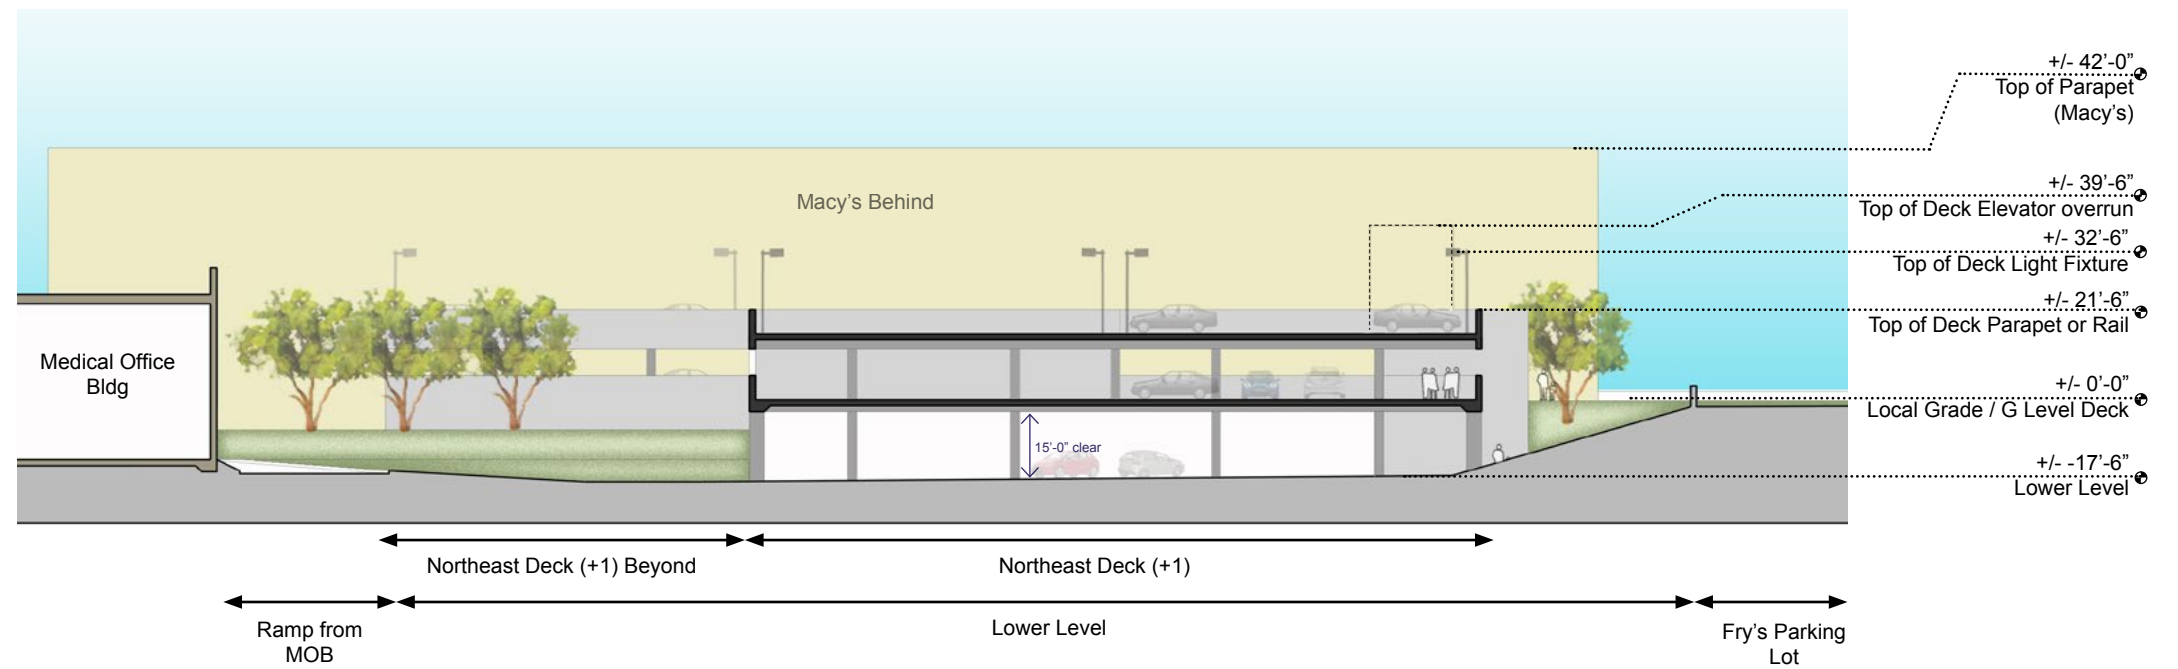 +/- 42’-0”
Top of Parapet
(Macy’s)
Macy’s Behind
+/- 39’-6”
Top of Deck Elevator overrun
+/- 32’-6”
Top of Deck Light Fixture
+/- 21’-6”
Top of Deck Parapet or Rail
Medical Office
Bldg
+/- 0’-0”
Local Grade / G Level Deck
15’-0” clear
+/- -17’-6”
Lower Level
Northeast Deck (+1) Beyond
Northeast Deck (+1)
Ramp from
MOB
Lower Level
Fry’s Parking
Lot